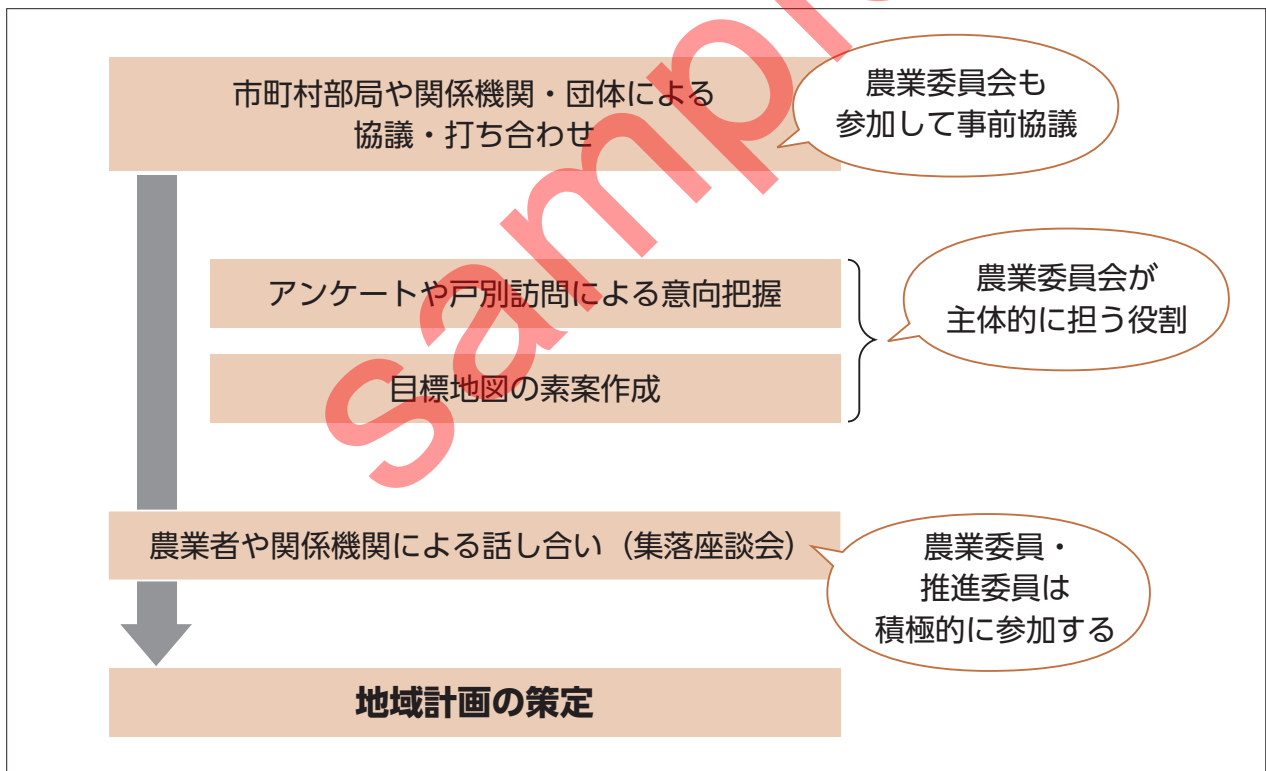 市町村部局や関係機関・団体による
協議・打ち合わせ
農業委員会も
参加して事前協議
アンケートや戸別訪問による意向把握
目標地図の素案作成
農業委員会が
主体的に担う役割
農業者や関係機関による話し合い（集落座談会）
農業委員・
推進委員は
積極的に参加する
地域計画の策定
sample